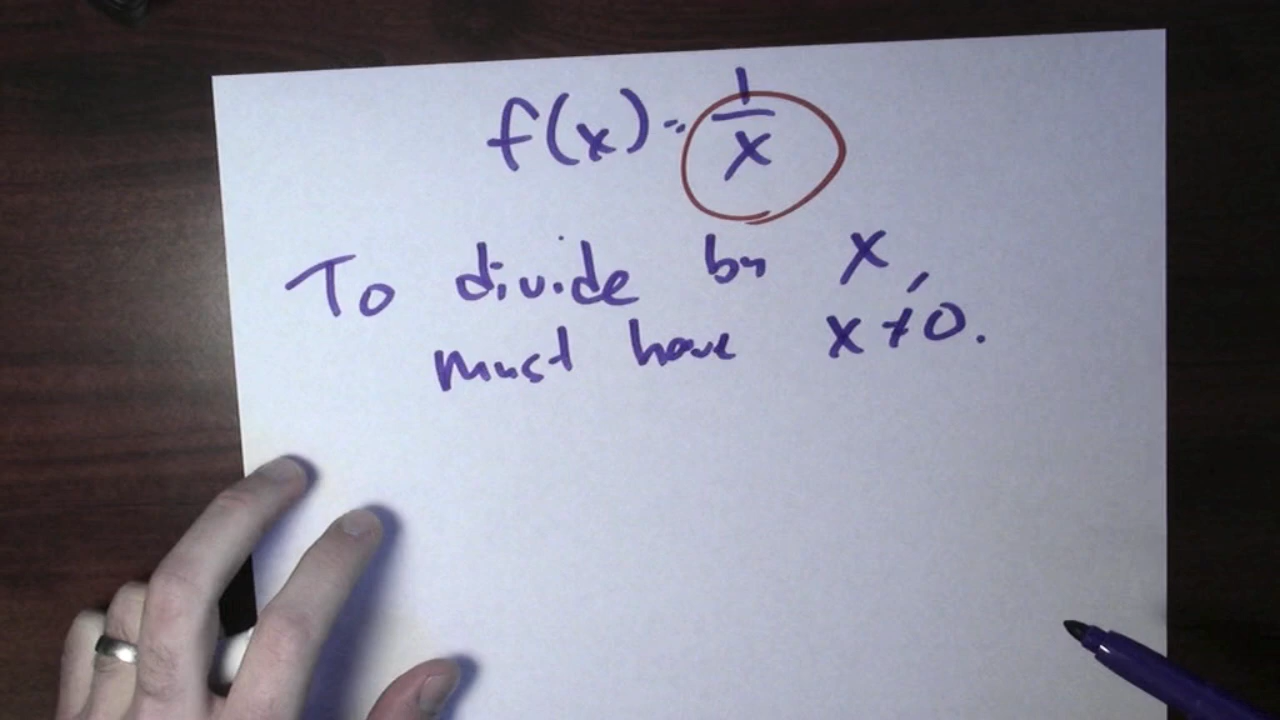 f(x) = 1/x
To divide by x,
must have x ≠ 0.